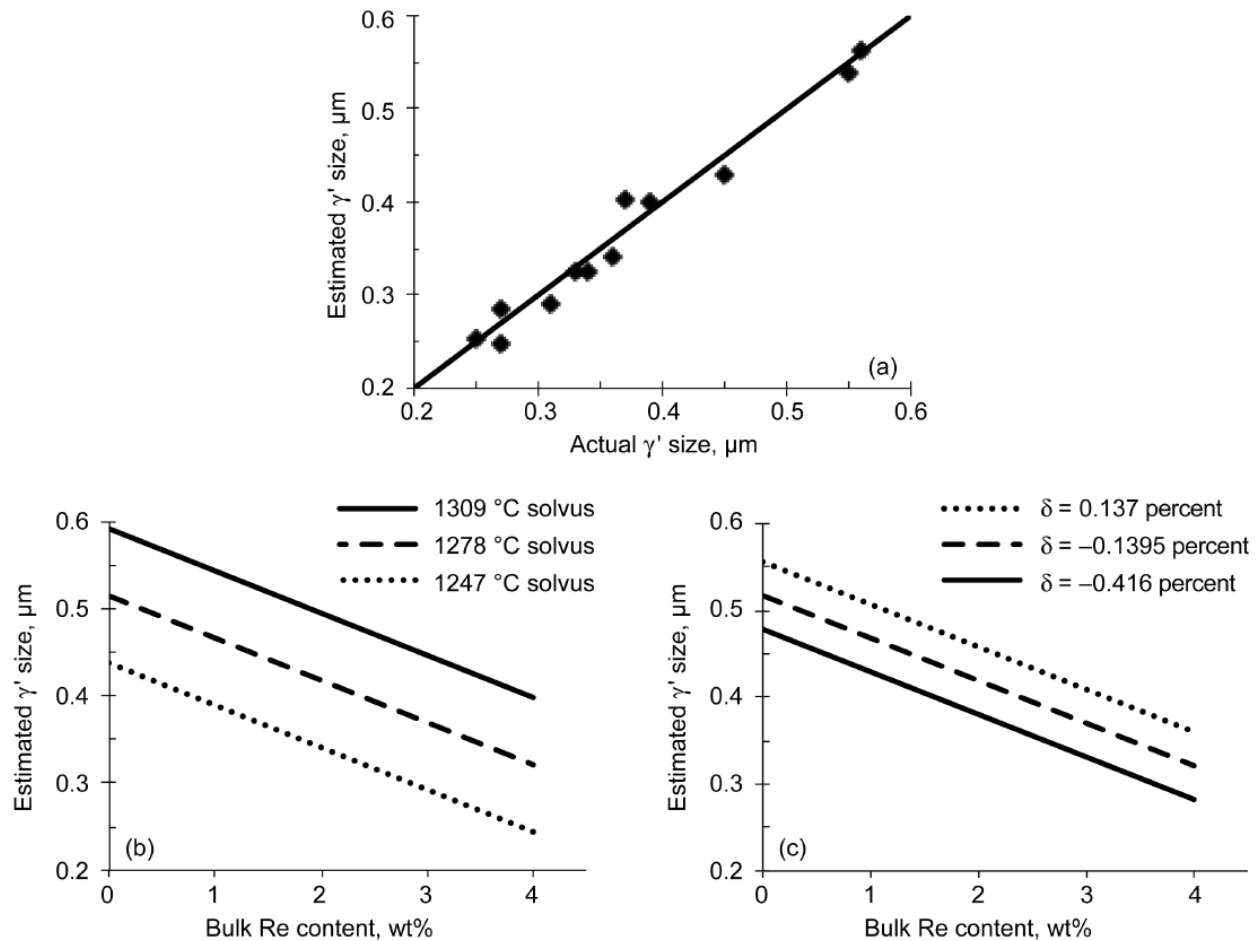 0.6
0.5
0.4
0.3
0.2
Estimated γ' size, µm
(a)
0.2 0.3 0.4 0.5 0.6
Actual γ' size, µm
1309 °C solvus
1278 °C solvus
1247 °C solvus
0.6
0.5
0.4
0.3
0.2
Estimated γ' size, µm
(b)
0 1 2 3 4
Bulk Re content, wt%
δ = 0.137 percent
δ = –0.1395 percent
δ = –0.416 percent
0.6
0.5
0.4
0.3
0.2
Estimated γ' size, µm
(c)
0 1 2 3 4
Bulk Re content, wt%